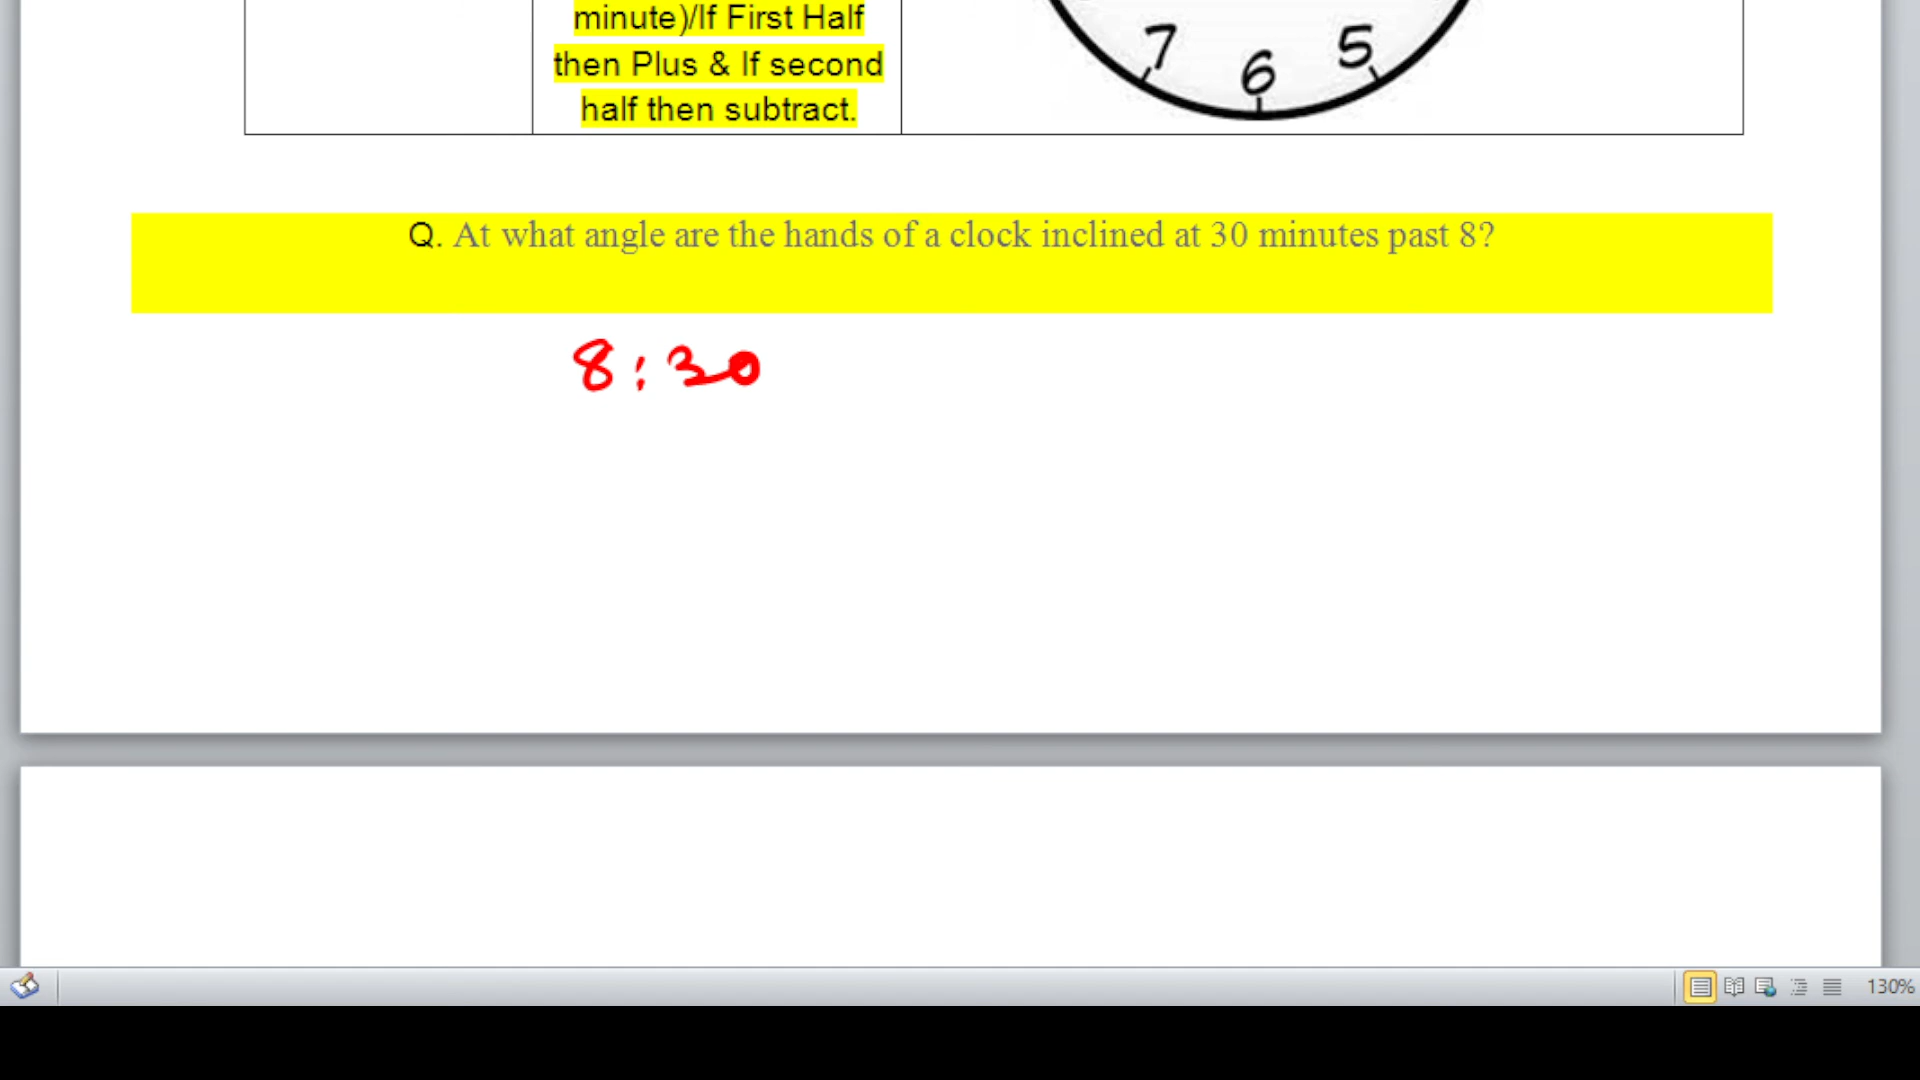 minute)/If First Half
then Plus & If second
half then subtract.
7 6 5
Q. At what angle are the hands of a clock inclined at 30 minutes past 8?
8:30
130%